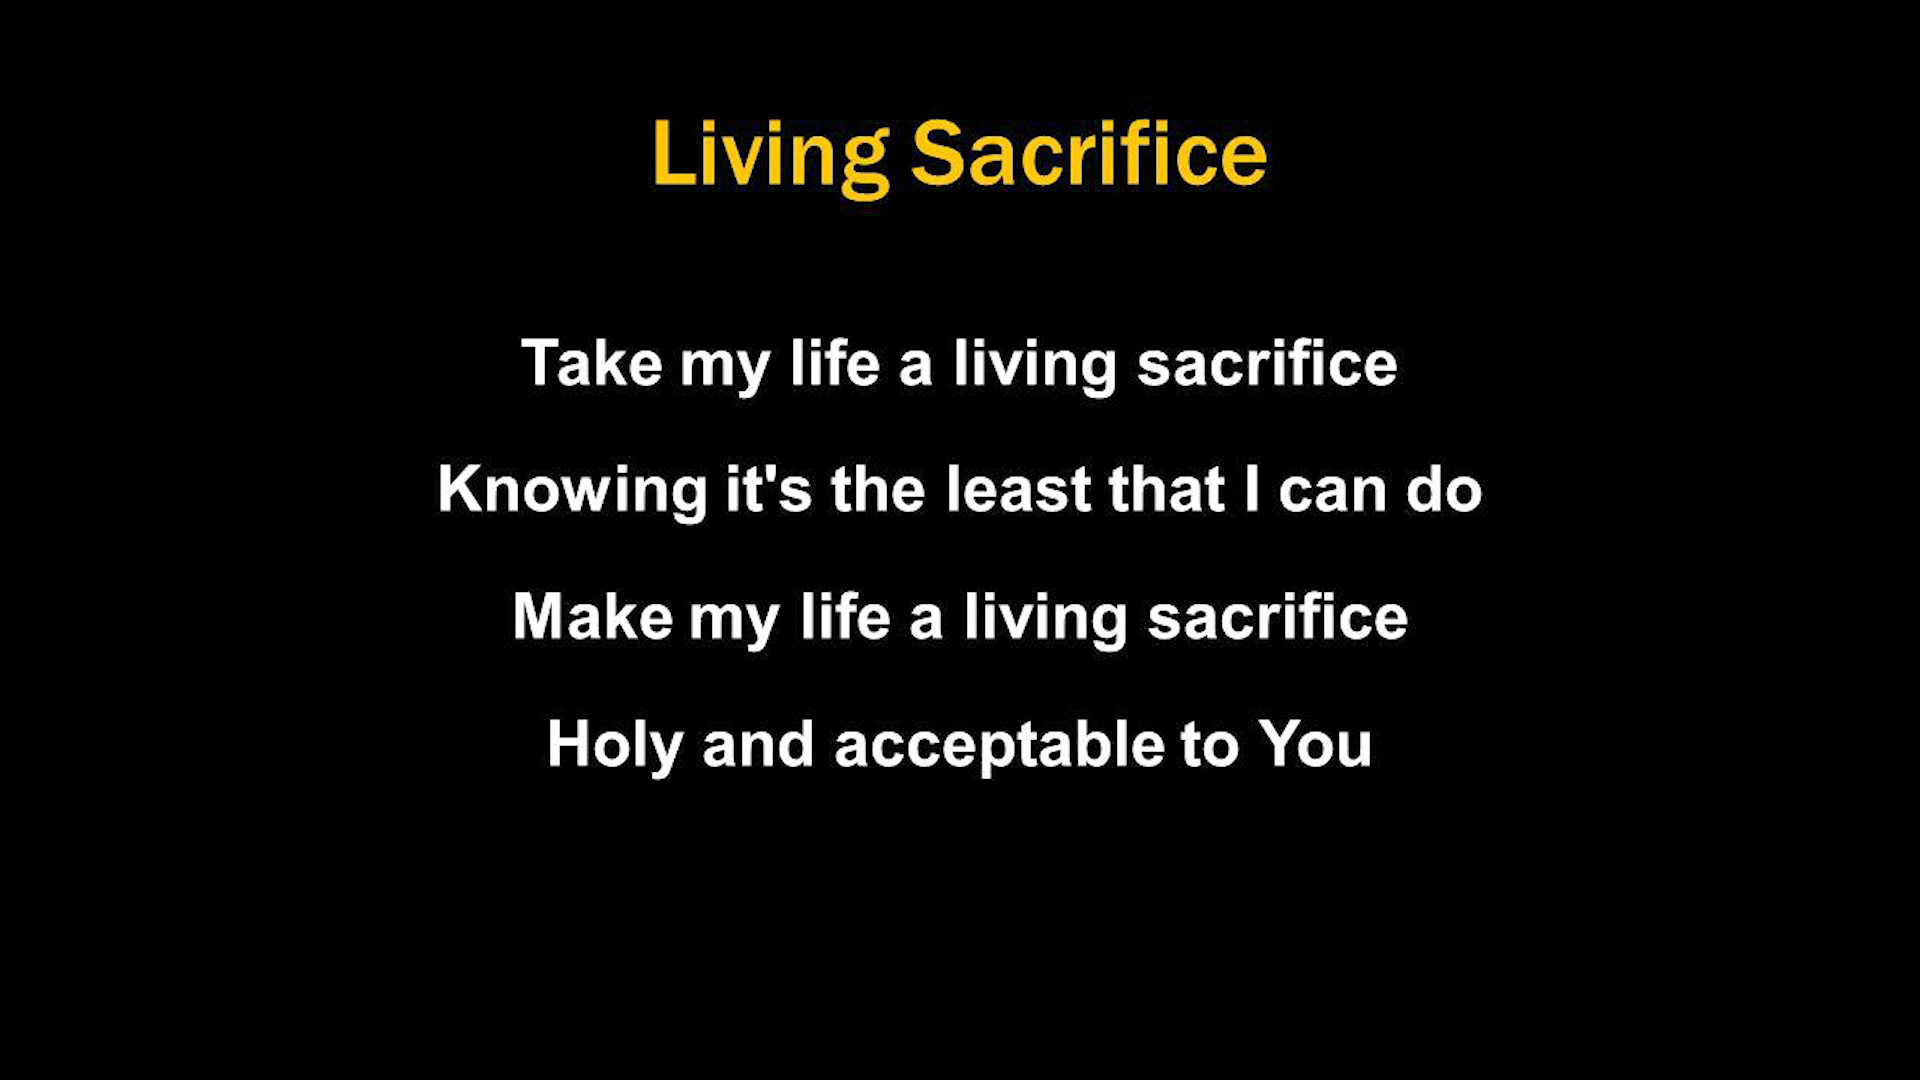 Living Sacrifice
Take my life a living sacrifice
Knowing it's the least that I can do
Make my life a living sacrifice
Holy and acceptable to You